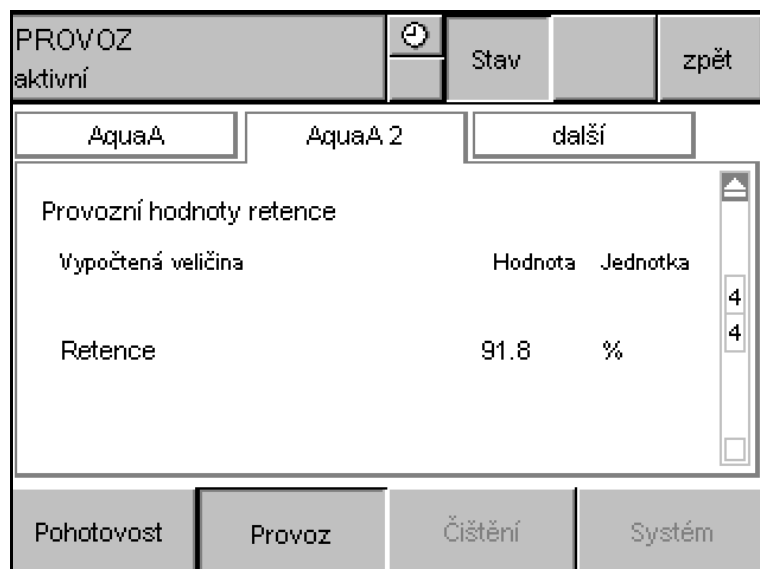 PROVOZ
aktivní
Stav
zpět
AquaA
AquaA 2
další
Provozní hodnoty retence
Vypočtená veličina Hodnota Jednotka
4
4
Retence 91.8 %
Pohotovost Provoz Čištění Systém